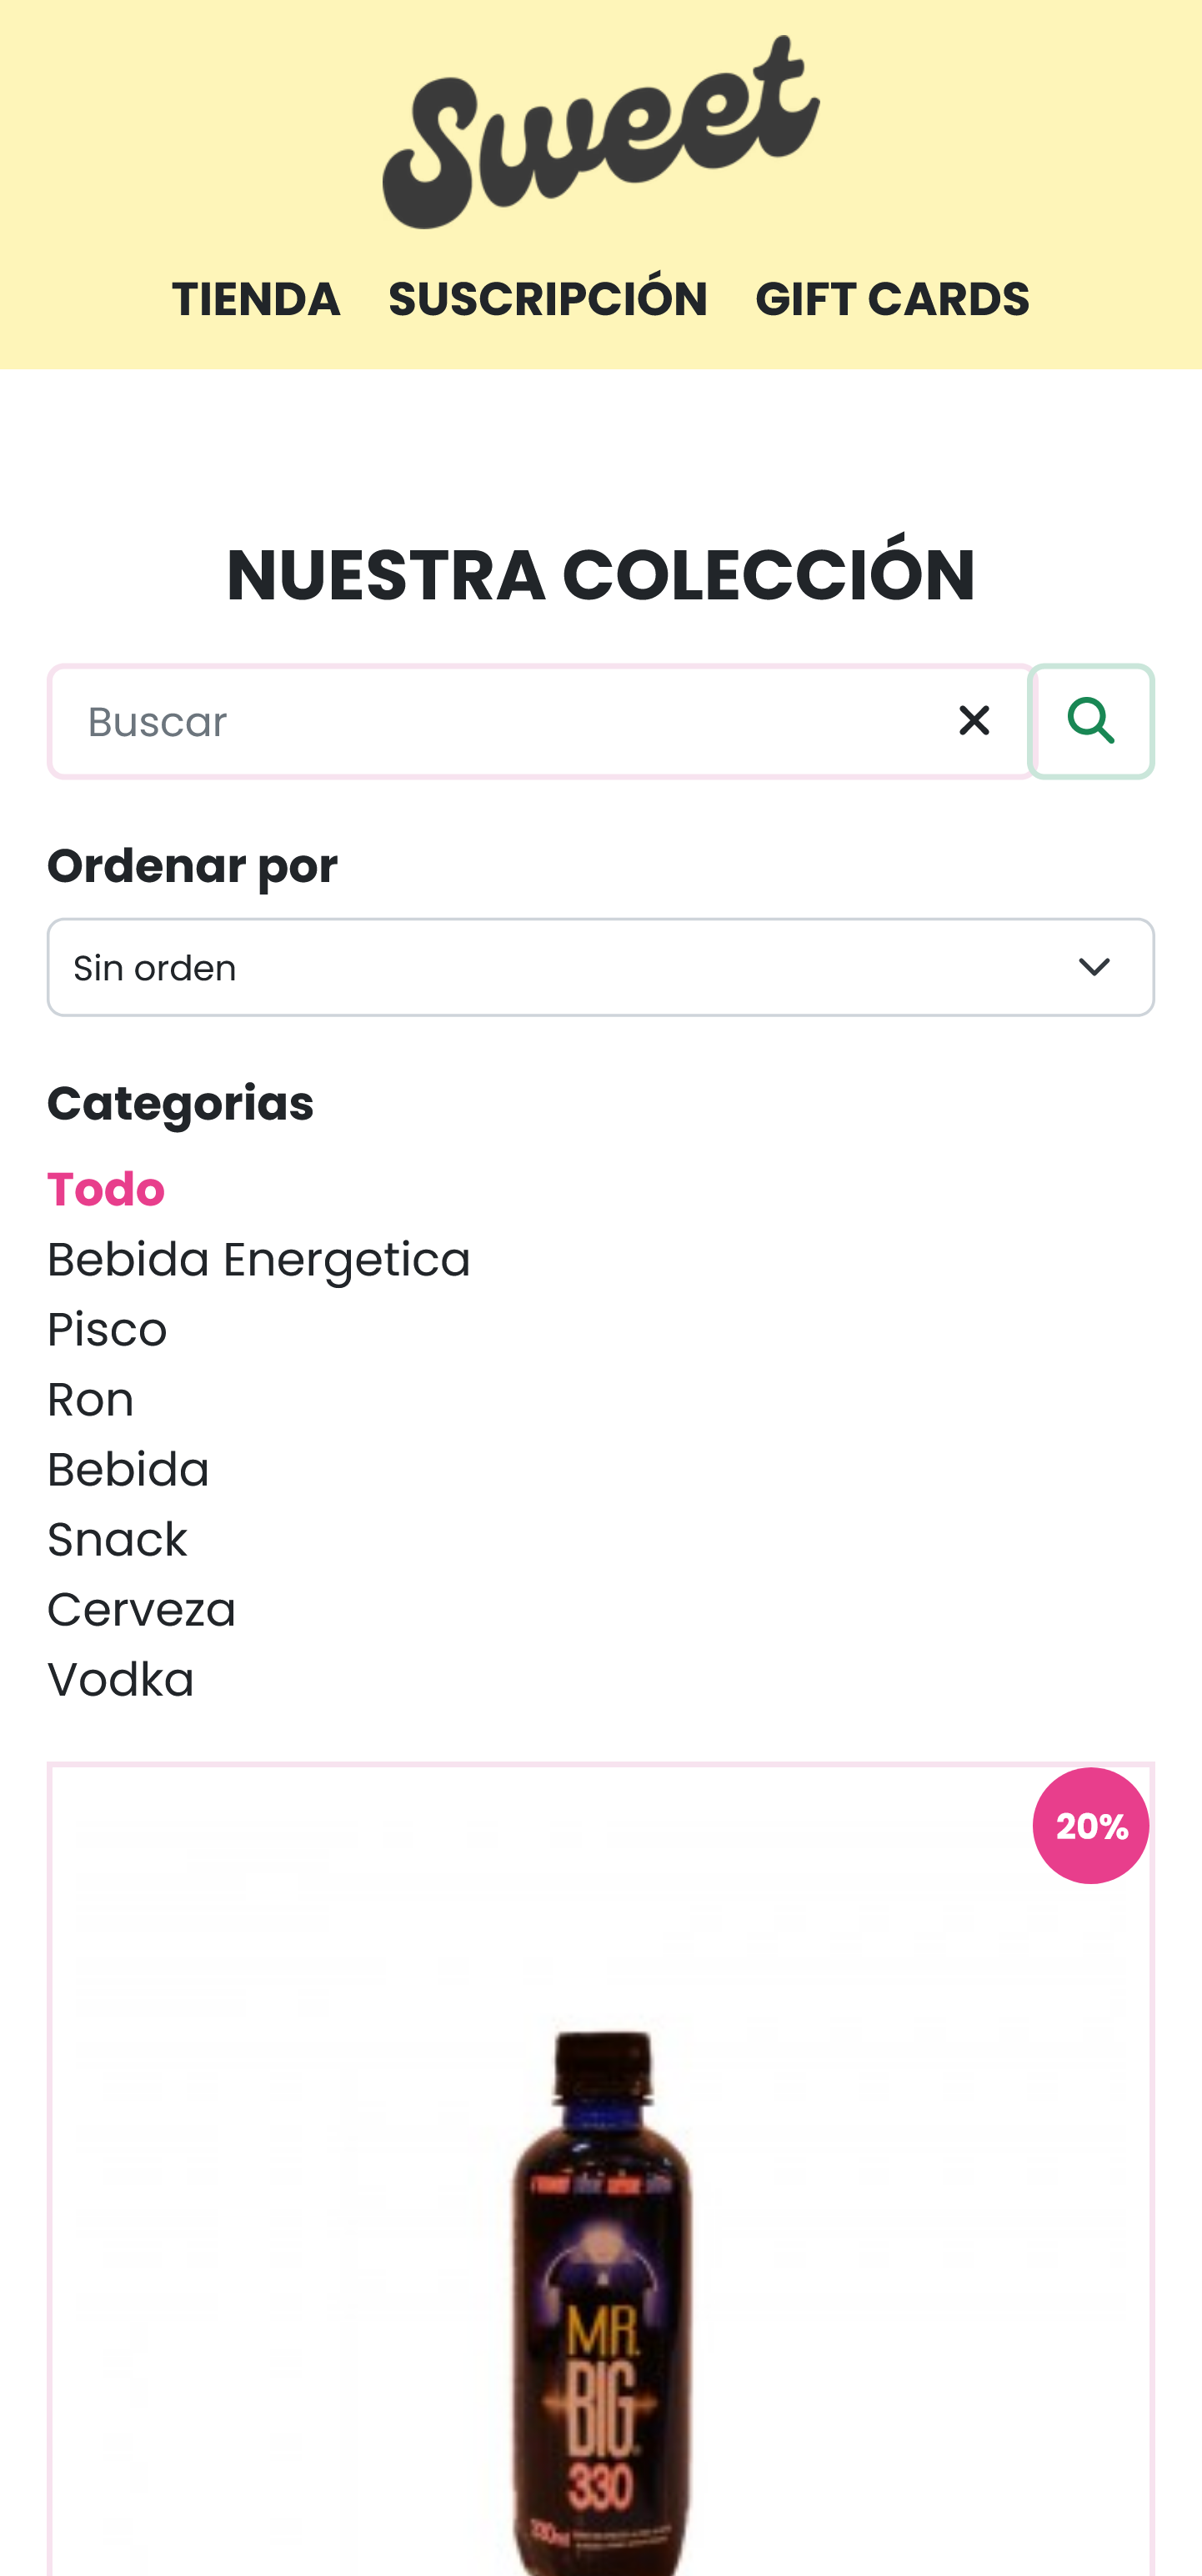 Sweet
TIENDA SUSCRIPCIÓN GIFT CARDS
NUESTRA COLECCIÓN
Buscar
Ordenar por
Sin orden
Categorias
Todo
Bebida Energetica
Pisco
Ron
Bebida
Snack
Cerveza
Vodka
20%
MR.
BIG
330
330ml